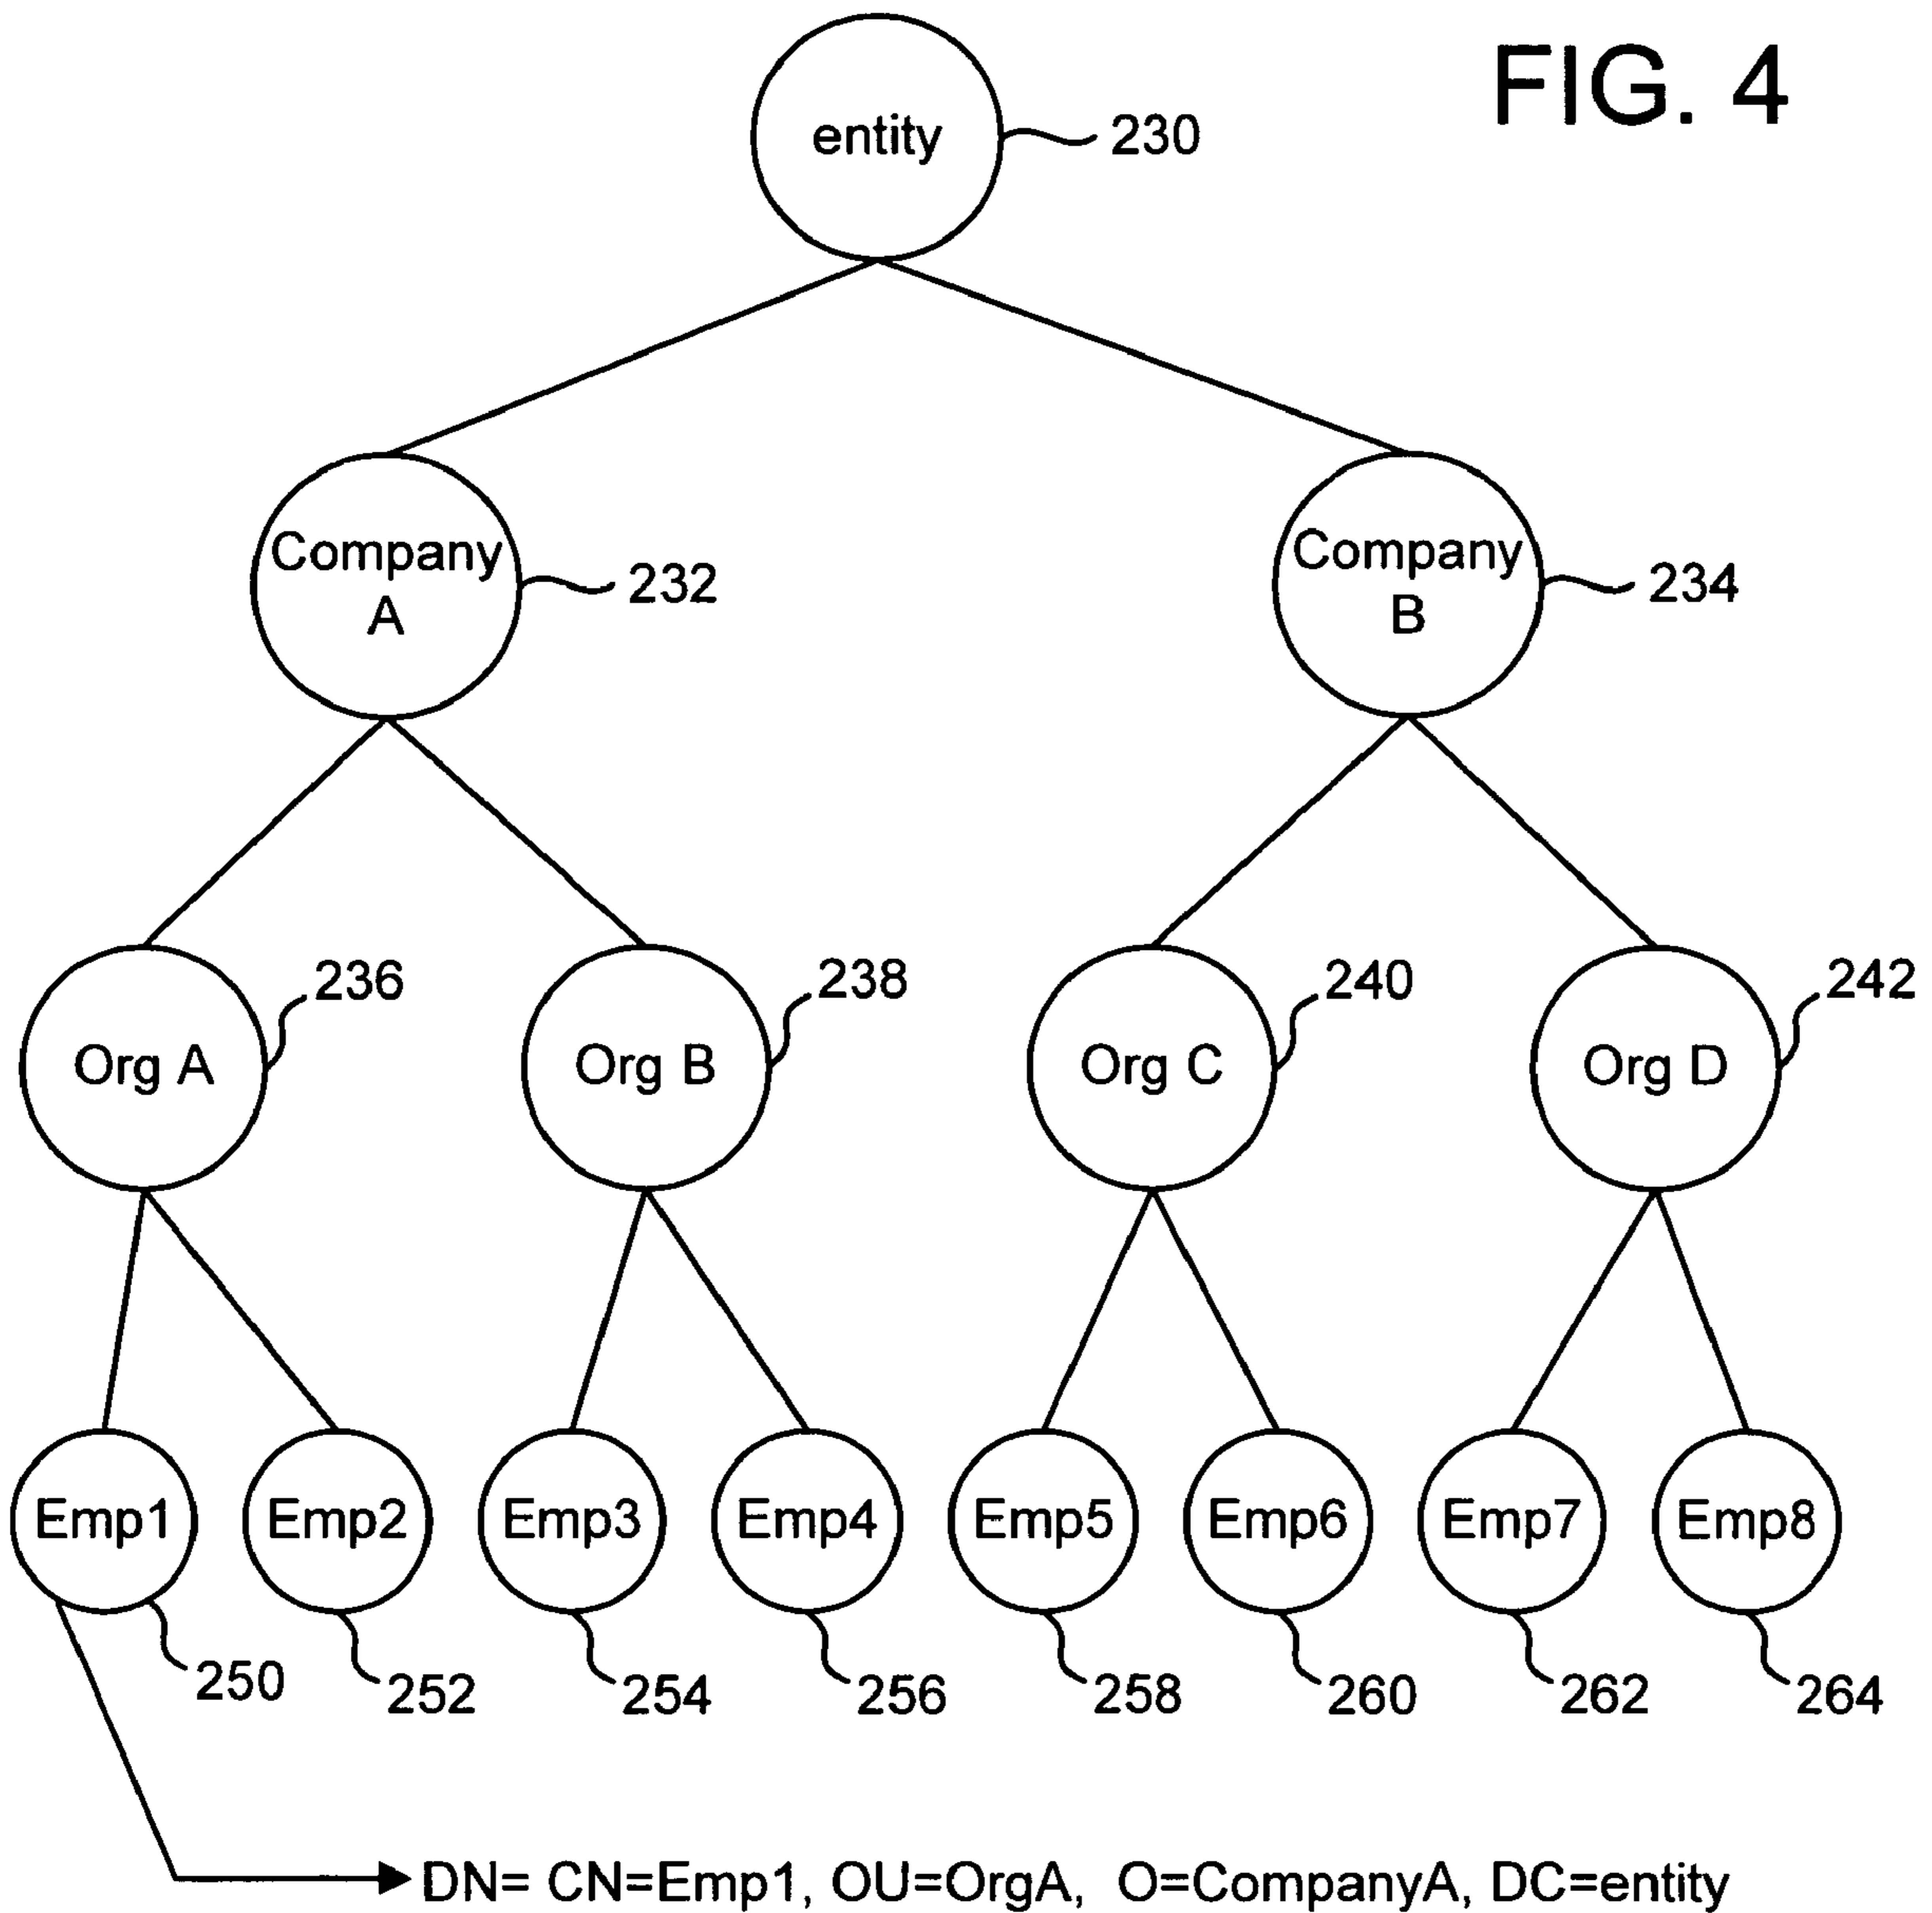 FIG. 4
entity
230
Company
A
232
Company
B
234
236
238
240
242
Org A
Org B
Org C
Org D
Emp1
Emp2
Emp3
Emp4
Emp5
Emp6
Emp7
Emp8
250
252
254
256
258
260
262
264
DN= CN=Emp1, OU=OrgA, O=CompanyA, DC=entity